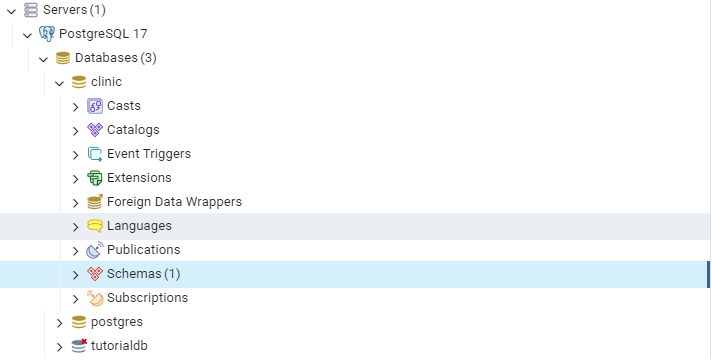 Servers (1)
PostgreSQL 17
Databases (3)
clinic
Casts
Catalogs
Event Triggers
Extensions
Foreign Data Wrappers
Languages
Publications
Schemas (1)
Subscriptions
postgres
tutorialdb